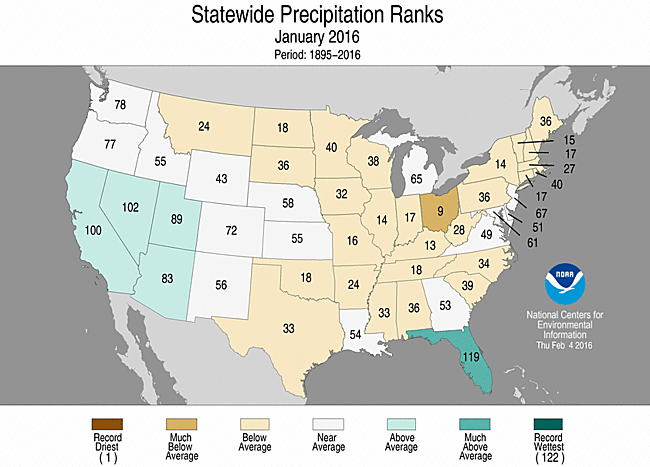 Statewide Precipitation Ranks
January 2016
Period: 1895–2016
78
77
55
24
18
36
40
38
36
15
17
27
40
17
67
51
61
14
43
65
32
58
36
102
89
100
72
55
16
14
17
9
28
49
13
83
56
18
24
18
34
39
33
33
36
53
54
119
NOAA
National Centers for
Environmental
Information
Thu Feb 4 2016
Record
Driest
(1)
Much
Below
Average
Below
Average
Near
Average
Above
Average
Much
Above
Average
Record
Wettest
(122)